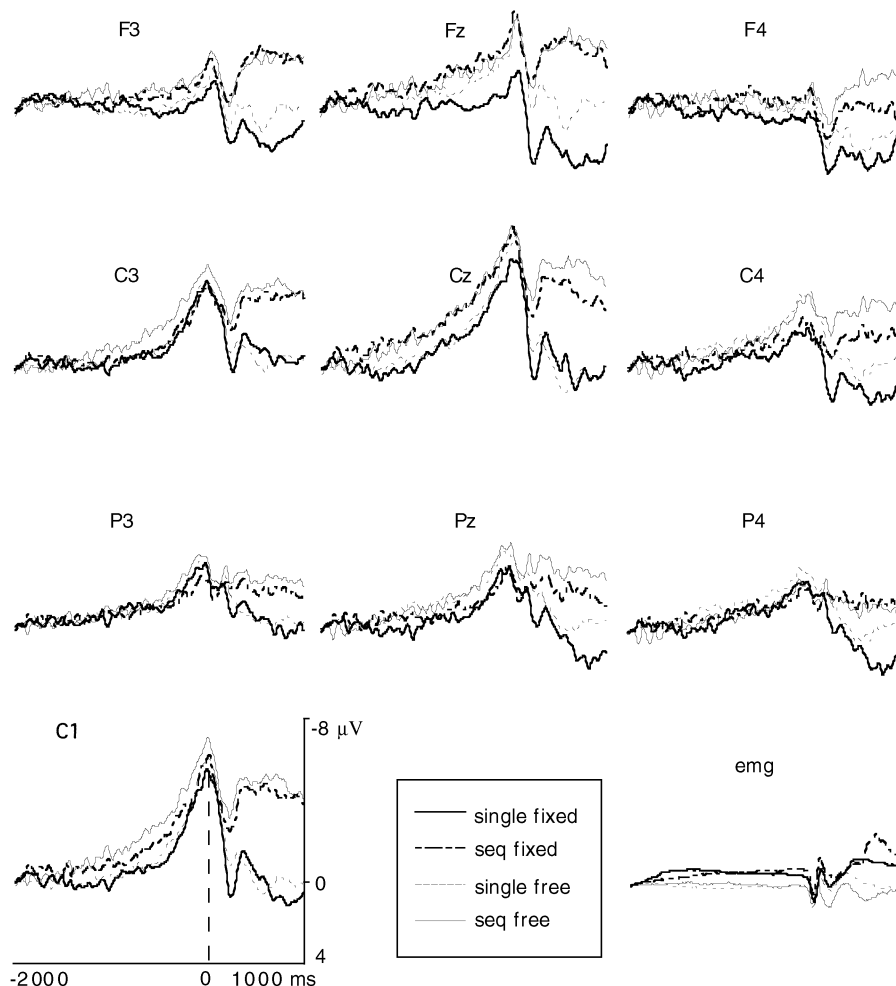 F3 Fz F4
C3 Cz C4
P3 Pz P4
C1
-8 μV
emg
single fixed
seq fixed
single free
seq free
0
4
-2000 0 1000 ms